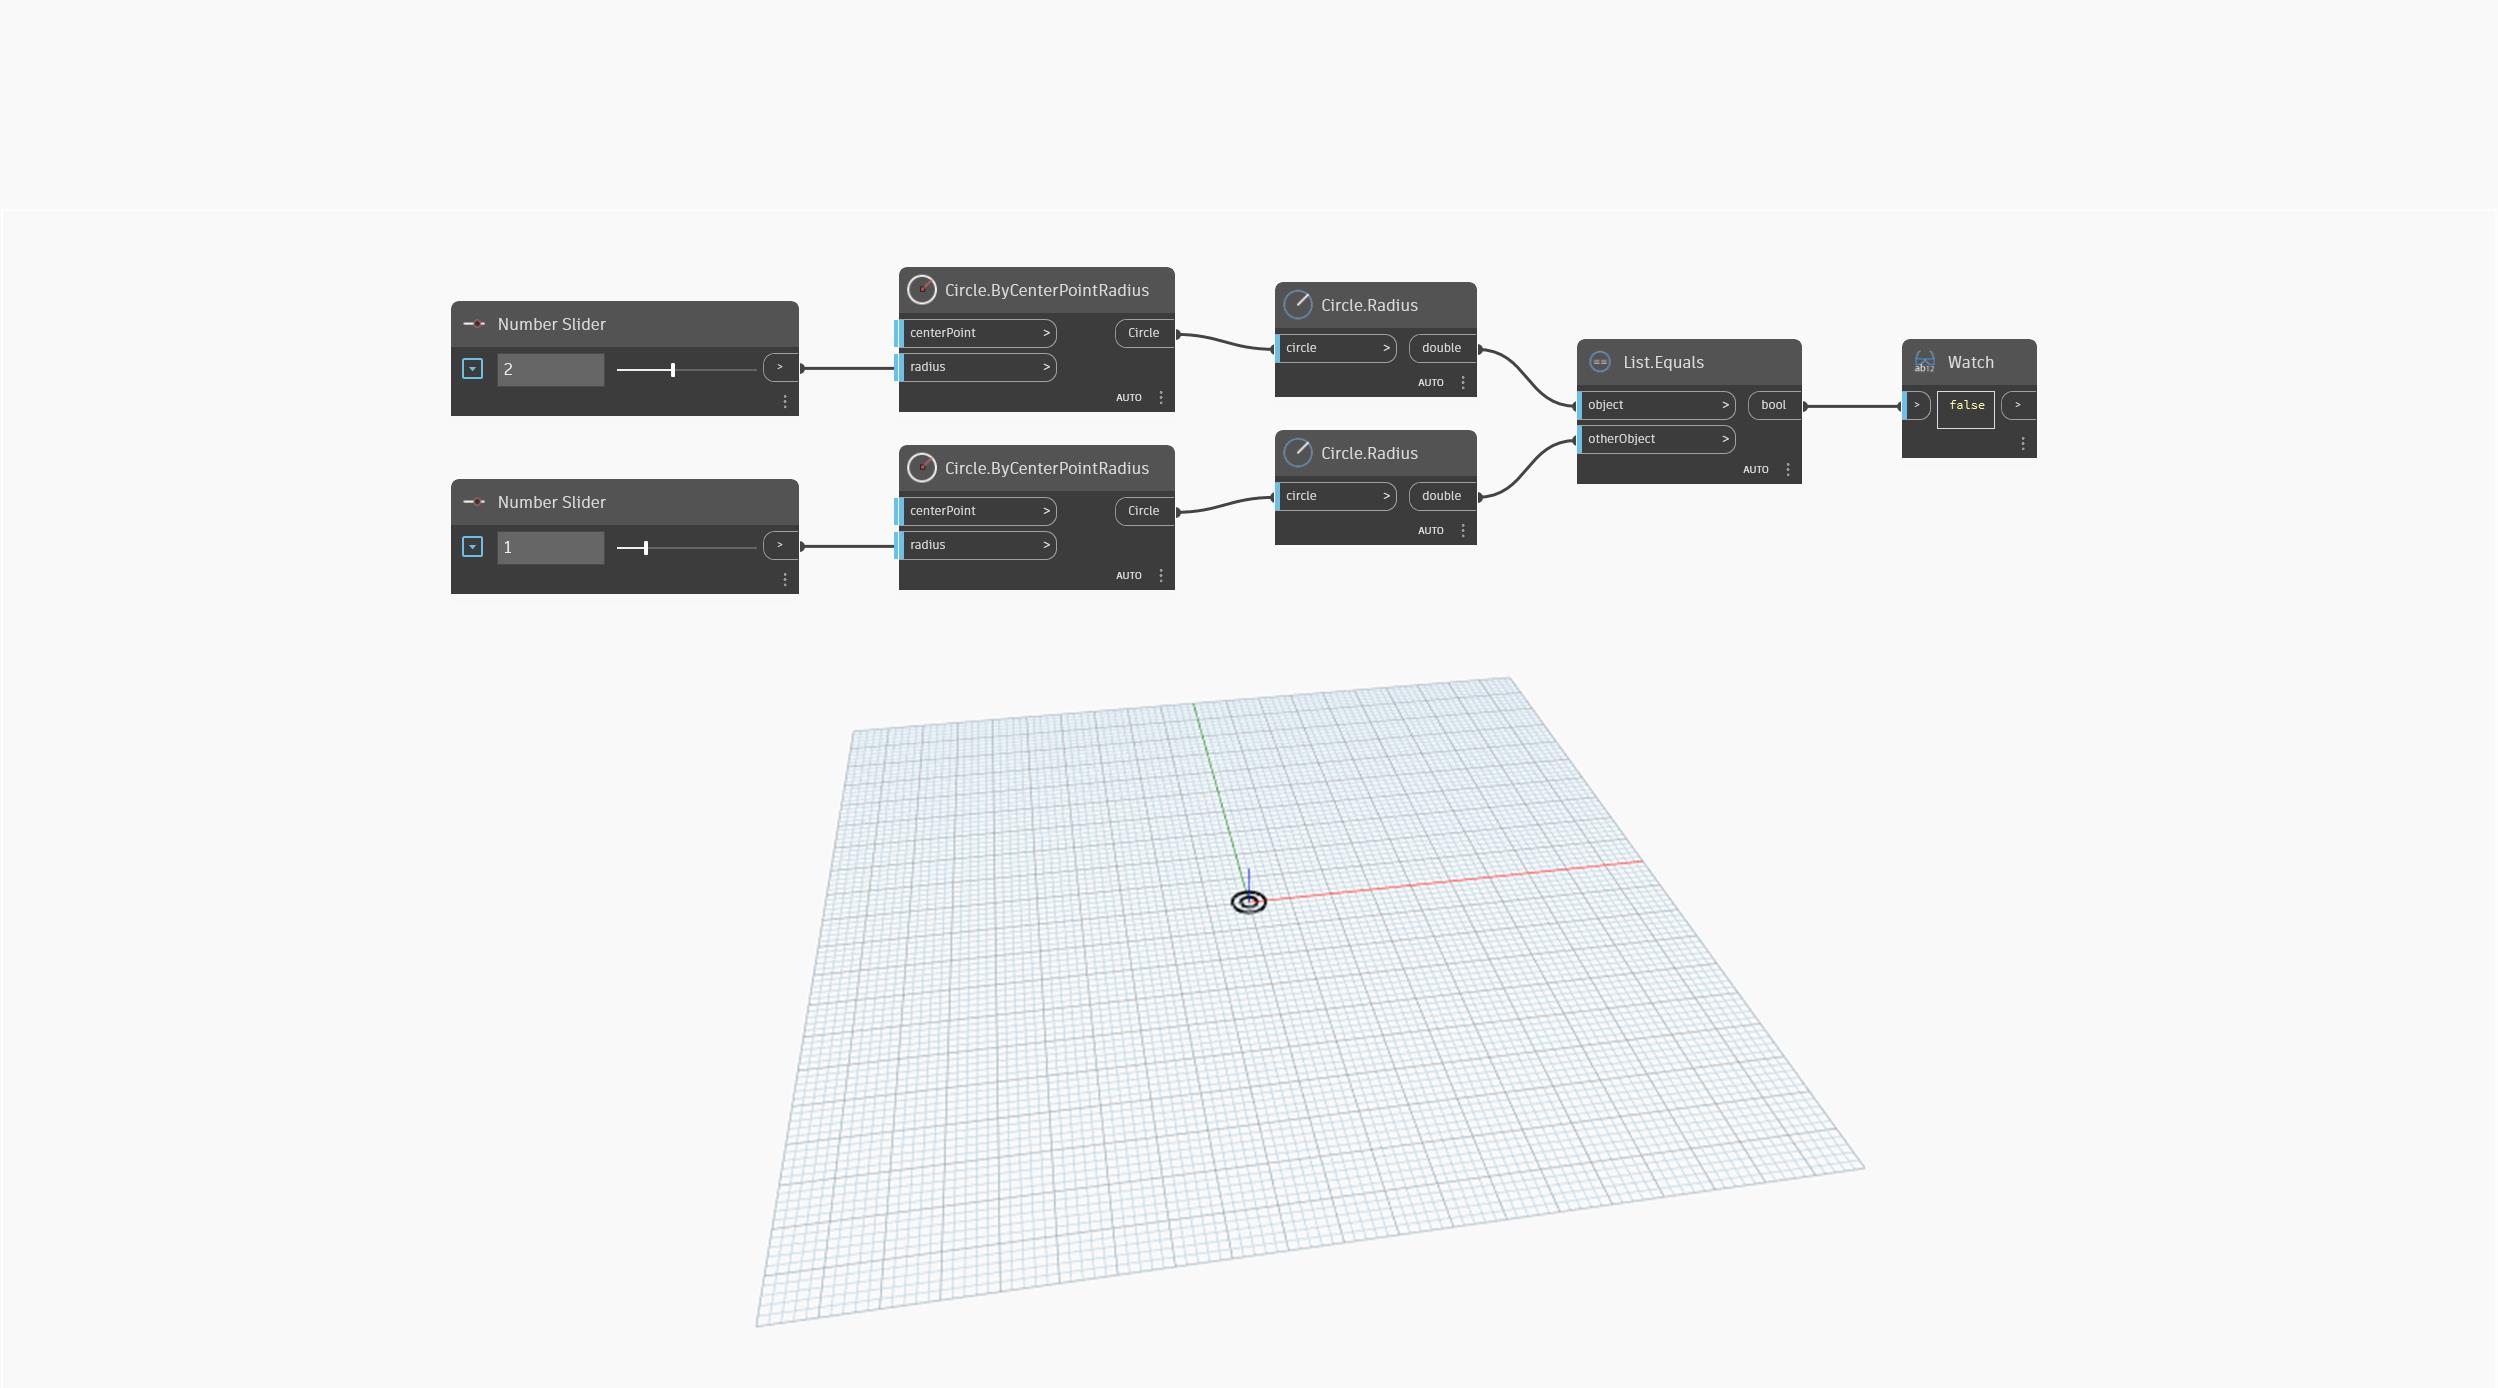 Number Slider
2
>
Circle.ByCenterPointRadius
centerPoint >
Circle
radius >
AUTO
Circle.Radius
circle >
double
AUTO
List.Equals
object >
bool
otherObject >
AUTO
Watch
>
false
>
Number Slider
1
>
Circle.ByCenterPointRadius
centerPoint >
Circle
radius >
AUTO
Circle.Radius
circle >
double
AUTO